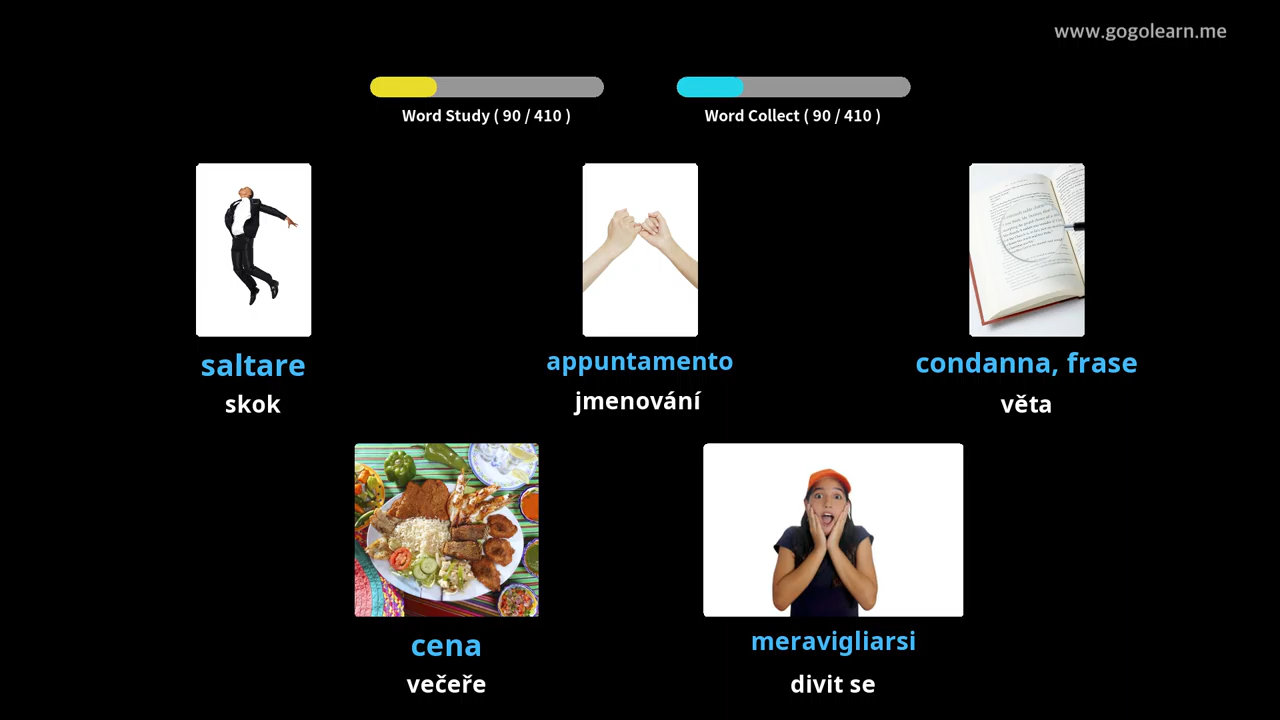 www.gogolearn.me
Word Study ( 90 / 410 )
Word Collect ( 90 / 410 )
saltare
appuntamento
condanna, frase
skok
jmenování
věta
cena
meravigliarsi
večeře
divit se